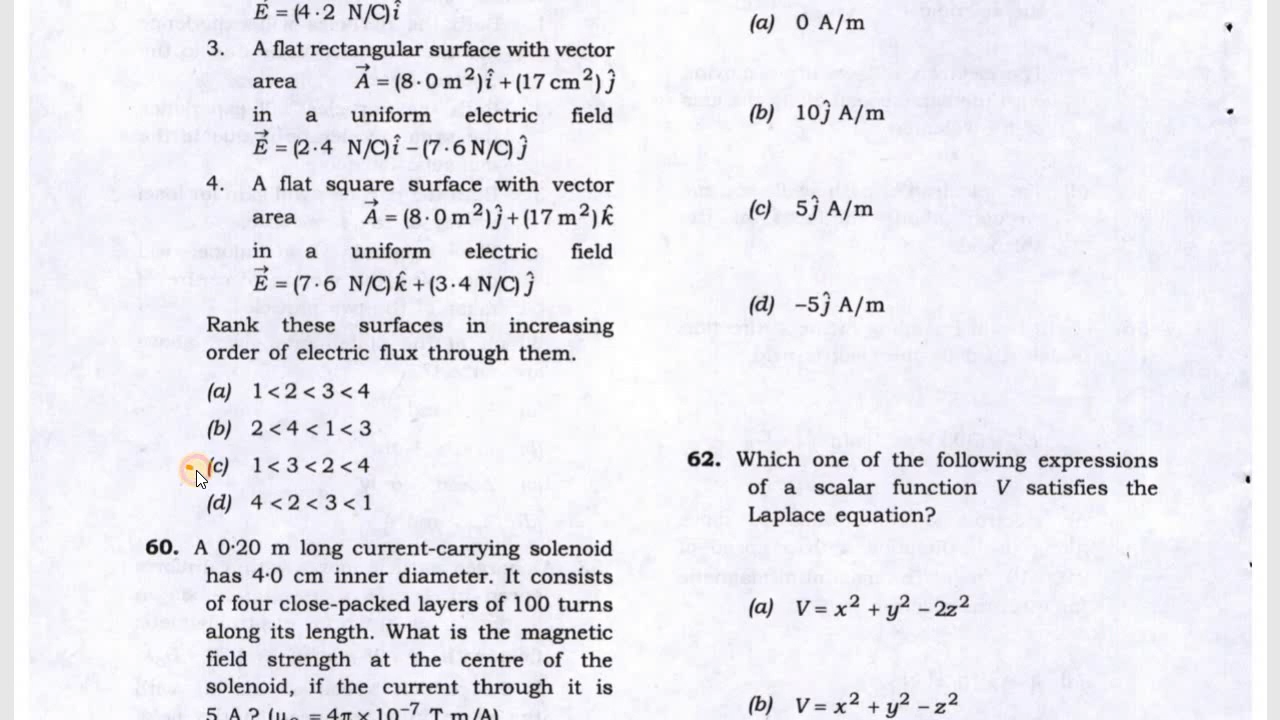 E⃗ = (4·2 N/C) î
3. A flat rectangular surface with vector
area A⃗ = (8·0 m²) î + (17 cm²) ĵ
in a uniform electric field
E⃗ = (2·4 N/C) î − (7·6 N/C) ĵ
4. A flat square surface with vector
area A⃗ = (8·0 m²) ĵ + (17 m²) k̂
in a uniform electric field
E⃗ = (7·6 N/C) k̂ + (3·4 N/C) ĵ
Rank these surfaces in increasing
order of electric flux through them.
(a) 1 < 2 < 3 < 4
(b) 2 < 4 < 1 < 3
(c) 1 < 3 < 2 < 4
(d) 4 < 2 < 3 < 1
60. A 0·20 m long current-carrying solenoid
has 4·0 cm inner diameter. It consists
of four close-packed layers of 100 turns
along its length. What is the magnetic
field strength at the centre of the
solenoid, if the current through it is
5 A? (μ₀ = 4π × 10⁻⁷ T m/A)
(a) 0 A/m
(b) 10ĵ A/m
(c) 5ĵ A/m
(d) −5ĵ A/m
62. Which one of the following expressions
of a scalar function V satisfies the
Laplace equation?
(a) V = x² + y² − 2z²
(b) V = x² + y² − z²